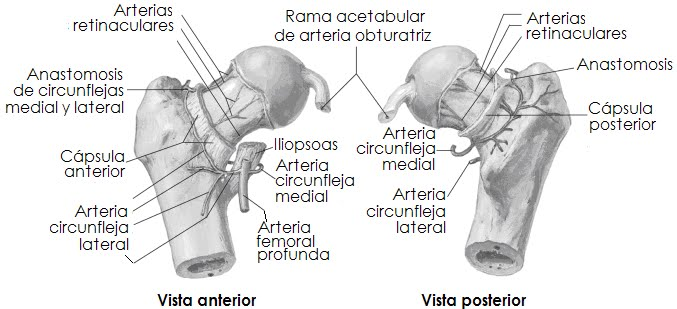 Arterias
retinaculares
Rama acetabular
de arteria obturatriz
Arterias
retinaculares
Anastomosis
de circunflejas
medial y lateral
Anastomosis
Cápsula
posterior
Iliopsoas
Cápsula
anterior
Arteria
circunfleja
medial
Arteria
circunfleja
medial
Arteria
circunfleja
lateral
Arteria
femoral
profunda
Arteria
circunfleja
lateral
Vista anterior
Vista posterior